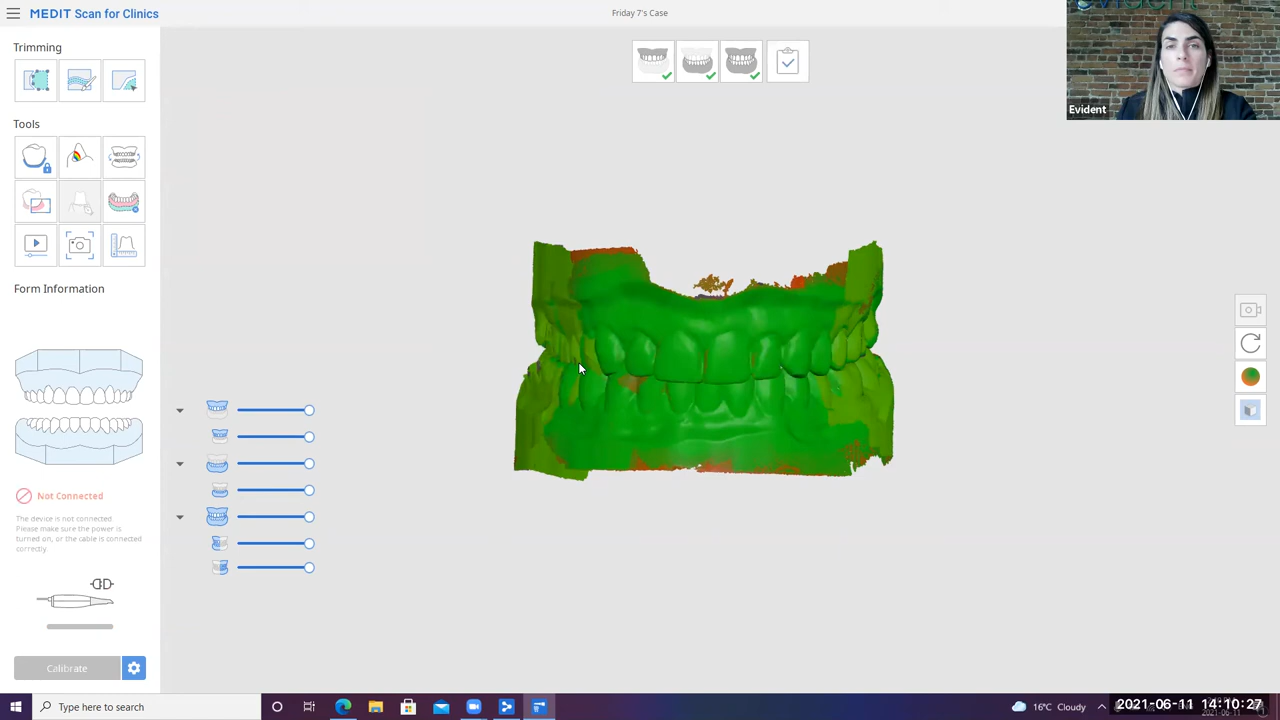 MEDIT Scan for Clinics
Friday 7's Case
Trimming
Tools
Evident
Form Information
Not Connected
The device is not connected.
Please make sure the power is
turned on, or the cable is connected
correctly.
Calibrate
Type here to search
16°C Cloudy
2021-06-11 14:10:27